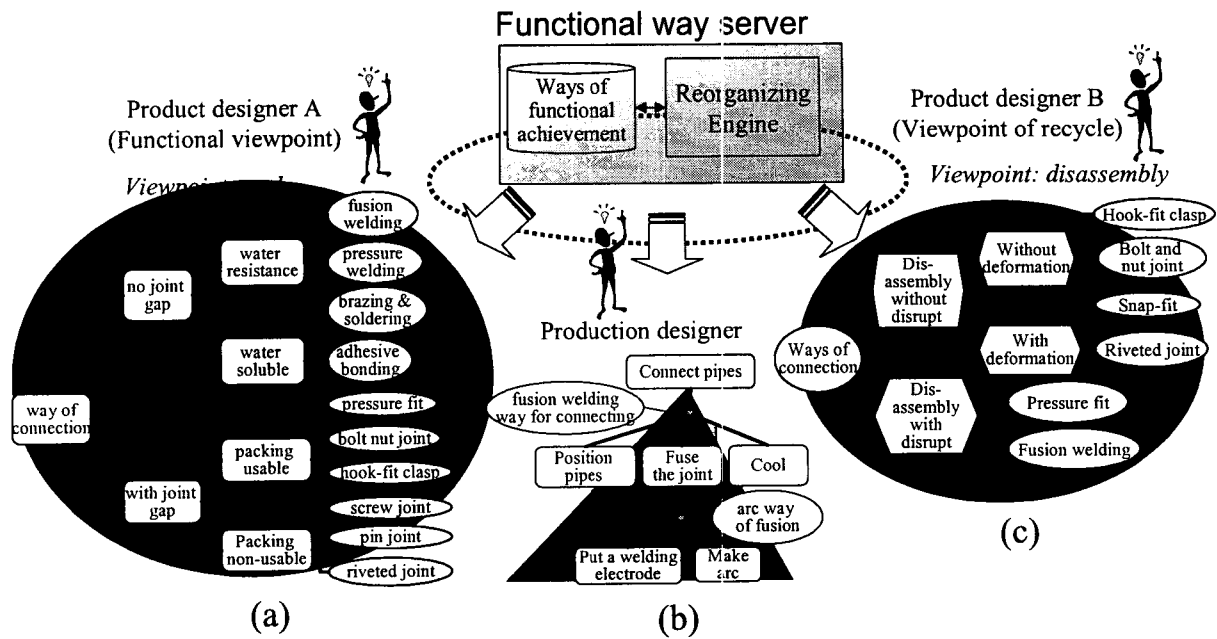 Functional way server
Ways of
functional
achievement
Reorganizing
Engine
Product designer A
(Functional viewpoint)
fusion
welding
pressure
welding
brazing &
soldering
adhesive
bonding
pressure fit
bolt nut joint
hook-fit clasp
screw joint
pin joint
riveted joint
water
resistance
water
soluble
packing
usable
Packing
non-usable
no joint
gap
with joint
gap
way of
connection
(a)
Production designer
Connect pipes
fusion welding
way for connecting
Position
pipes
Fuse
the joint
Cool
arc way
of fusion
Put a welding
electrode
Make
arc
(b)
Product designer B
(Viewpoint of recycle)
Viewpoint: disassembly
Hook-fit clasp
Bolt and
nut joint
Snap-fit
Riveted joint
Without
deformation
With
deformation
Dis-
assembly
without
disrupt
Dis-
assembly
with
disrupt
Pressure fit
Fusion welding
Ways of
connection
(c)